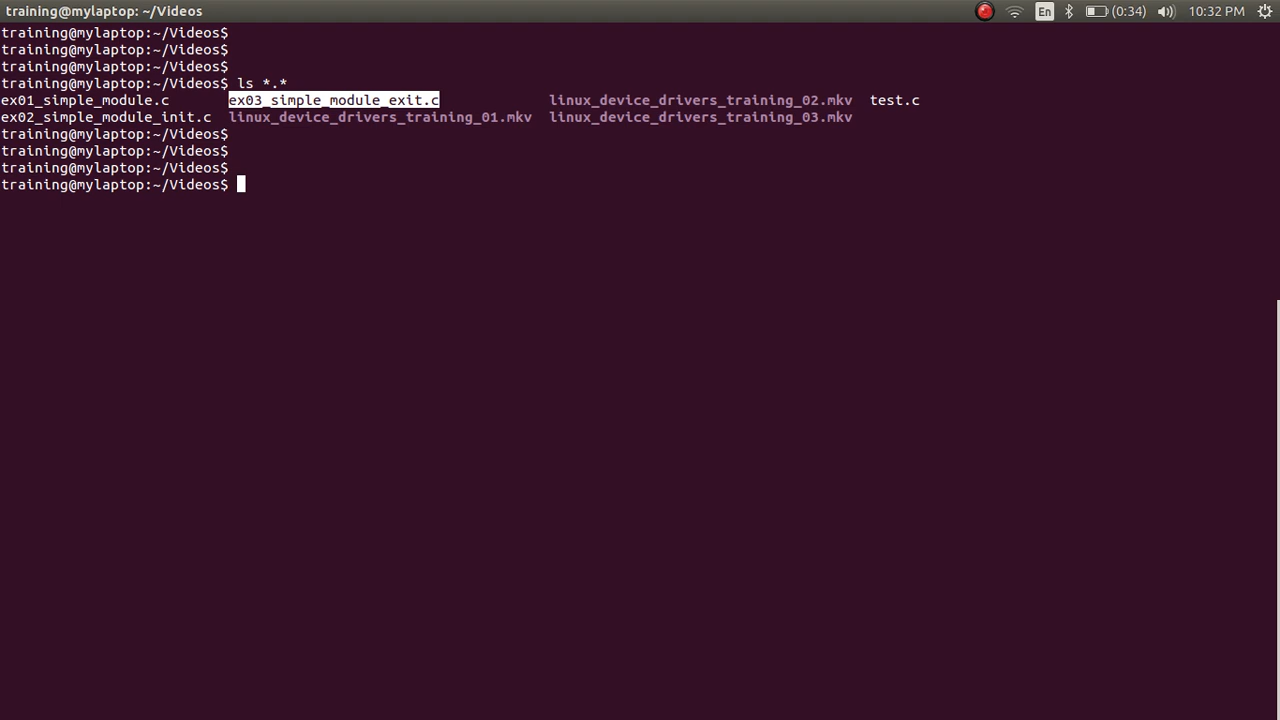 training@mylaptop: ~/Videos En (0:34) 10:32 PM
training@mylaptop:~/Videos$
training@mylaptop:~/Videos$
training@mylaptop:~/Videos$
training@mylaptop:~/Videos$ ls *.*
ex01_simple_module.c ex03_simple_module_exit.c linux_device_drivers_training_02.mkv test.c
ex02_simple_module_init.c linux_device_drivers_training_01.mkv linux_device_drivers_training_03.mkv
training@mylaptop:~/Videos$
training@mylaptop:~/Videos$
training@mylaptop:~/Videos$
training@mylaptop:~/Videos$